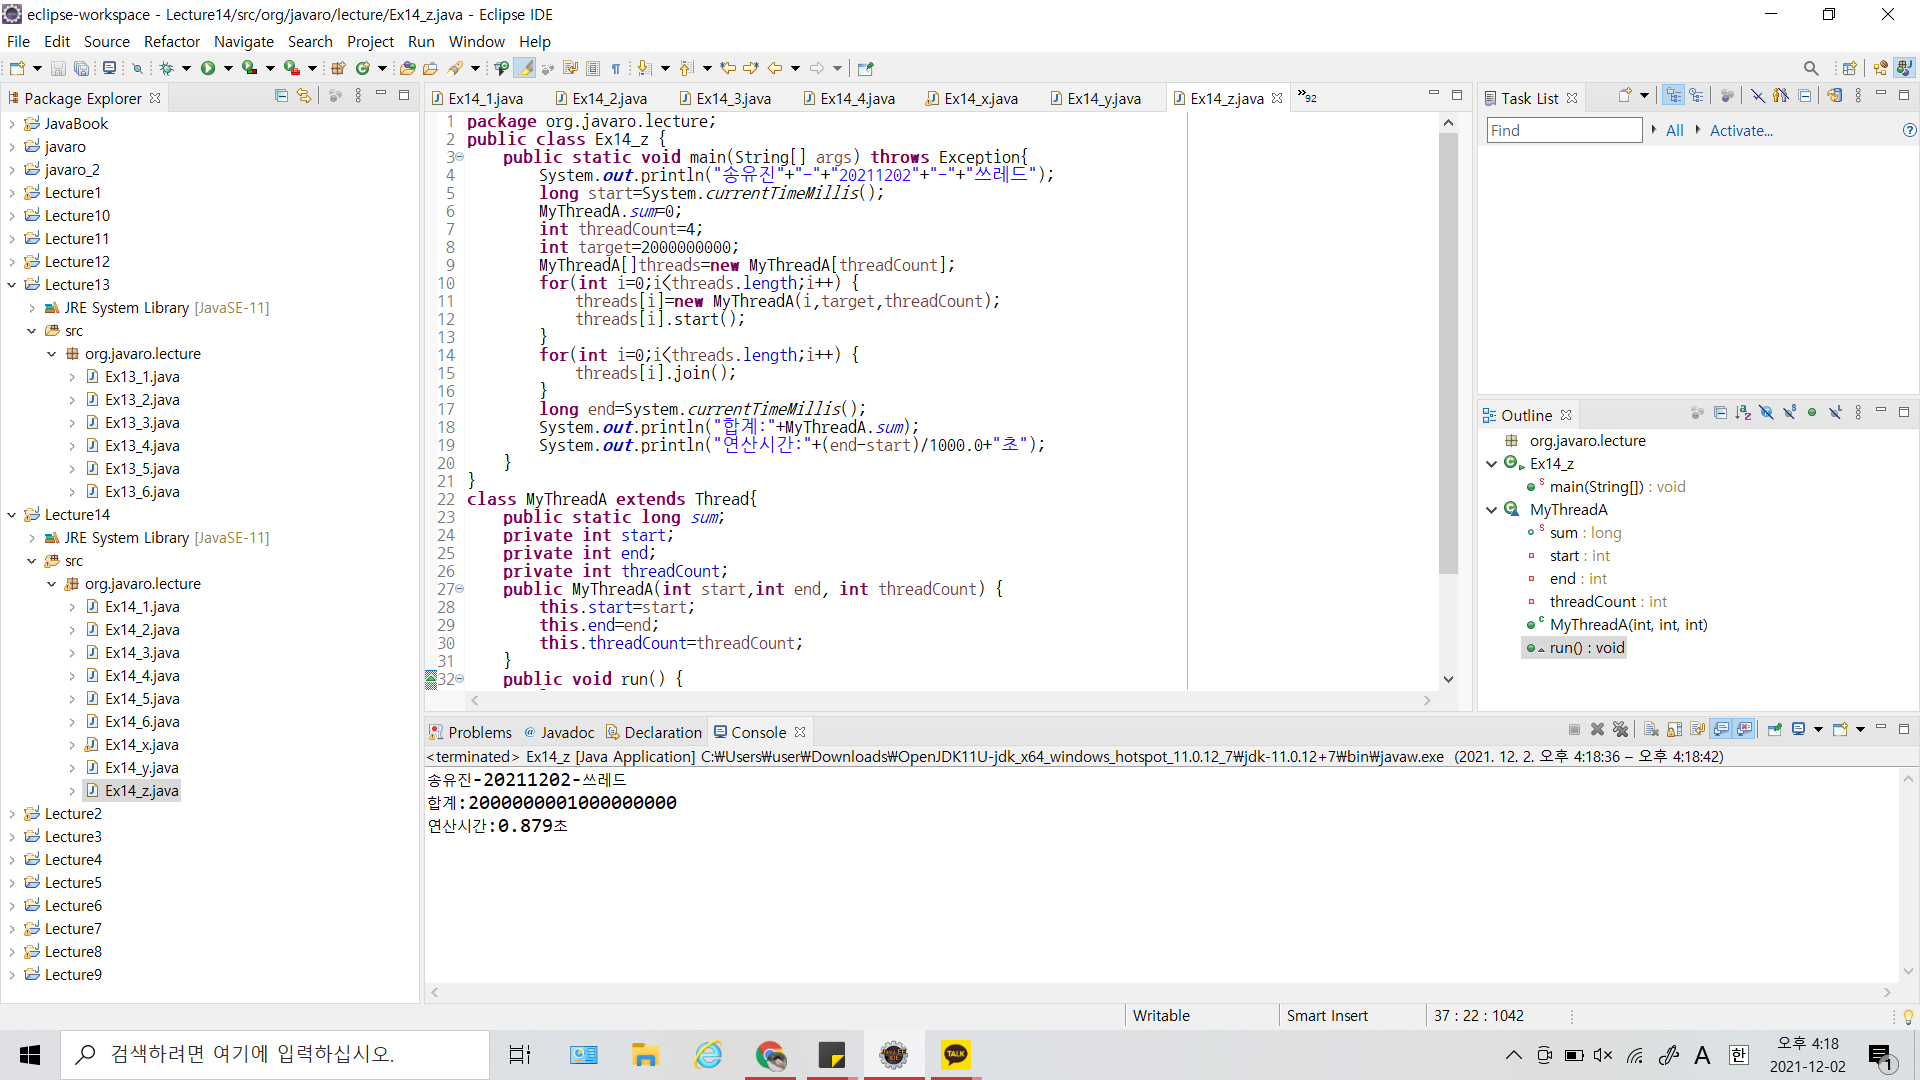 eclipse-workspace - Lecture14/src/org/javaro/lecture/Ex14_z.java - Eclipse IDE
File Edit Source Refactor Navigate Search Project Run Window Help
Package Explorer
JavaBook
javaro
javaro_2
Lecture1
Lecture10
Lecture11
Lecture12
Lecture13
JRE System Library [JavaSE-11]
src
org.javaro.lecture
Ex13_1.java
Ex13_2.java
Ex13_3.java
Ex13_4.java
Ex13_5.java
Ex13_6.java
Lecture14
JRE System Library [JavaSE-11]
src
org.javaro.lecture
Ex14_1.java
Ex14_2.java
Ex14_3.java
Ex14_4.java
Ex14_5.java
Ex14_6.java
Ex14_x.java
Ex14_y.java
Ex14_z.java
Lecture2
Lecture3
Lecture4
Lecture5
Lecture6
Lecture7
Lecture8
Lecture9
Ex14_1.java Ex14_2.java Ex14_3.java Ex14_4.java Ex14_x.java Ex14_y.java Ex14_z.java »92
1 package org.javaro.lecture;
2 public class Ex14_z {
3 public static void main(String[] args) throws Exception{
4 System.out.println("송유진"+"-"+"20211202"+"-"+"쓰레드");
5 long start=System.currentTimeMillis();
6 MyThreadA.sum=0;
7 int threadCount=4;
8 int target=2000000000;
9 MyThreadA[]threads=new MyThreadA[threadCount];
10 for(int i=0;i<threads.length;i++) {
11 threads[i]=new MyThreadA(i,target,threadCount);
12 threads[i].start();
13 }
14 for(int i=0;i<threads.length;i++) {
15 threads[i].join();
16 }
17 long end=System.currentTimeMillis();
18 System.out.println("합계:"+MyThreadA.sum);
19 System.out.println("연산시간:"+(end-start)/1000.0+"초");
20 }
21 }
22 class MyThreadA extends Thread{
23 public static long sum;
24 private int start;
25 private int end;
26 private int threadCount;
27 public MyThreadA(int start,int end, int threadCount) {
28 this.start=start;
29 this.end=end;
30 this.threadCount=threadCount;
31 }
32 public void run() {
Task List
Find All Activate...
Outline
org.javaro.lecture
Ex14_z
main(String[]) : void
MyThreadA
sum : long
start : int
end : int
threadCount : int
MyThreadA(int, int, int)
run() : void
Problems Javadoc Declaration Console
<terminated> Ex14_z [Java Application] C:₩Users₩user₩Downloads₩OpenJDK11U-jdk_x64_windows_hotspot_11.0.12_7₩jdk-11.0.12+7₩bin₩javaw.exe (2021. 12. 2. 오후 4:18:36 – 오후 4:18:42)
송유진-20211202-쓰레드
합계:2000000001000000000
연산시간:0.879초
Writable Smart Insert 37 : 22 : 1042
검색하려면 여기에 입력하십시오.
TALK
A 한
오후 4:18
2021-12-02
1